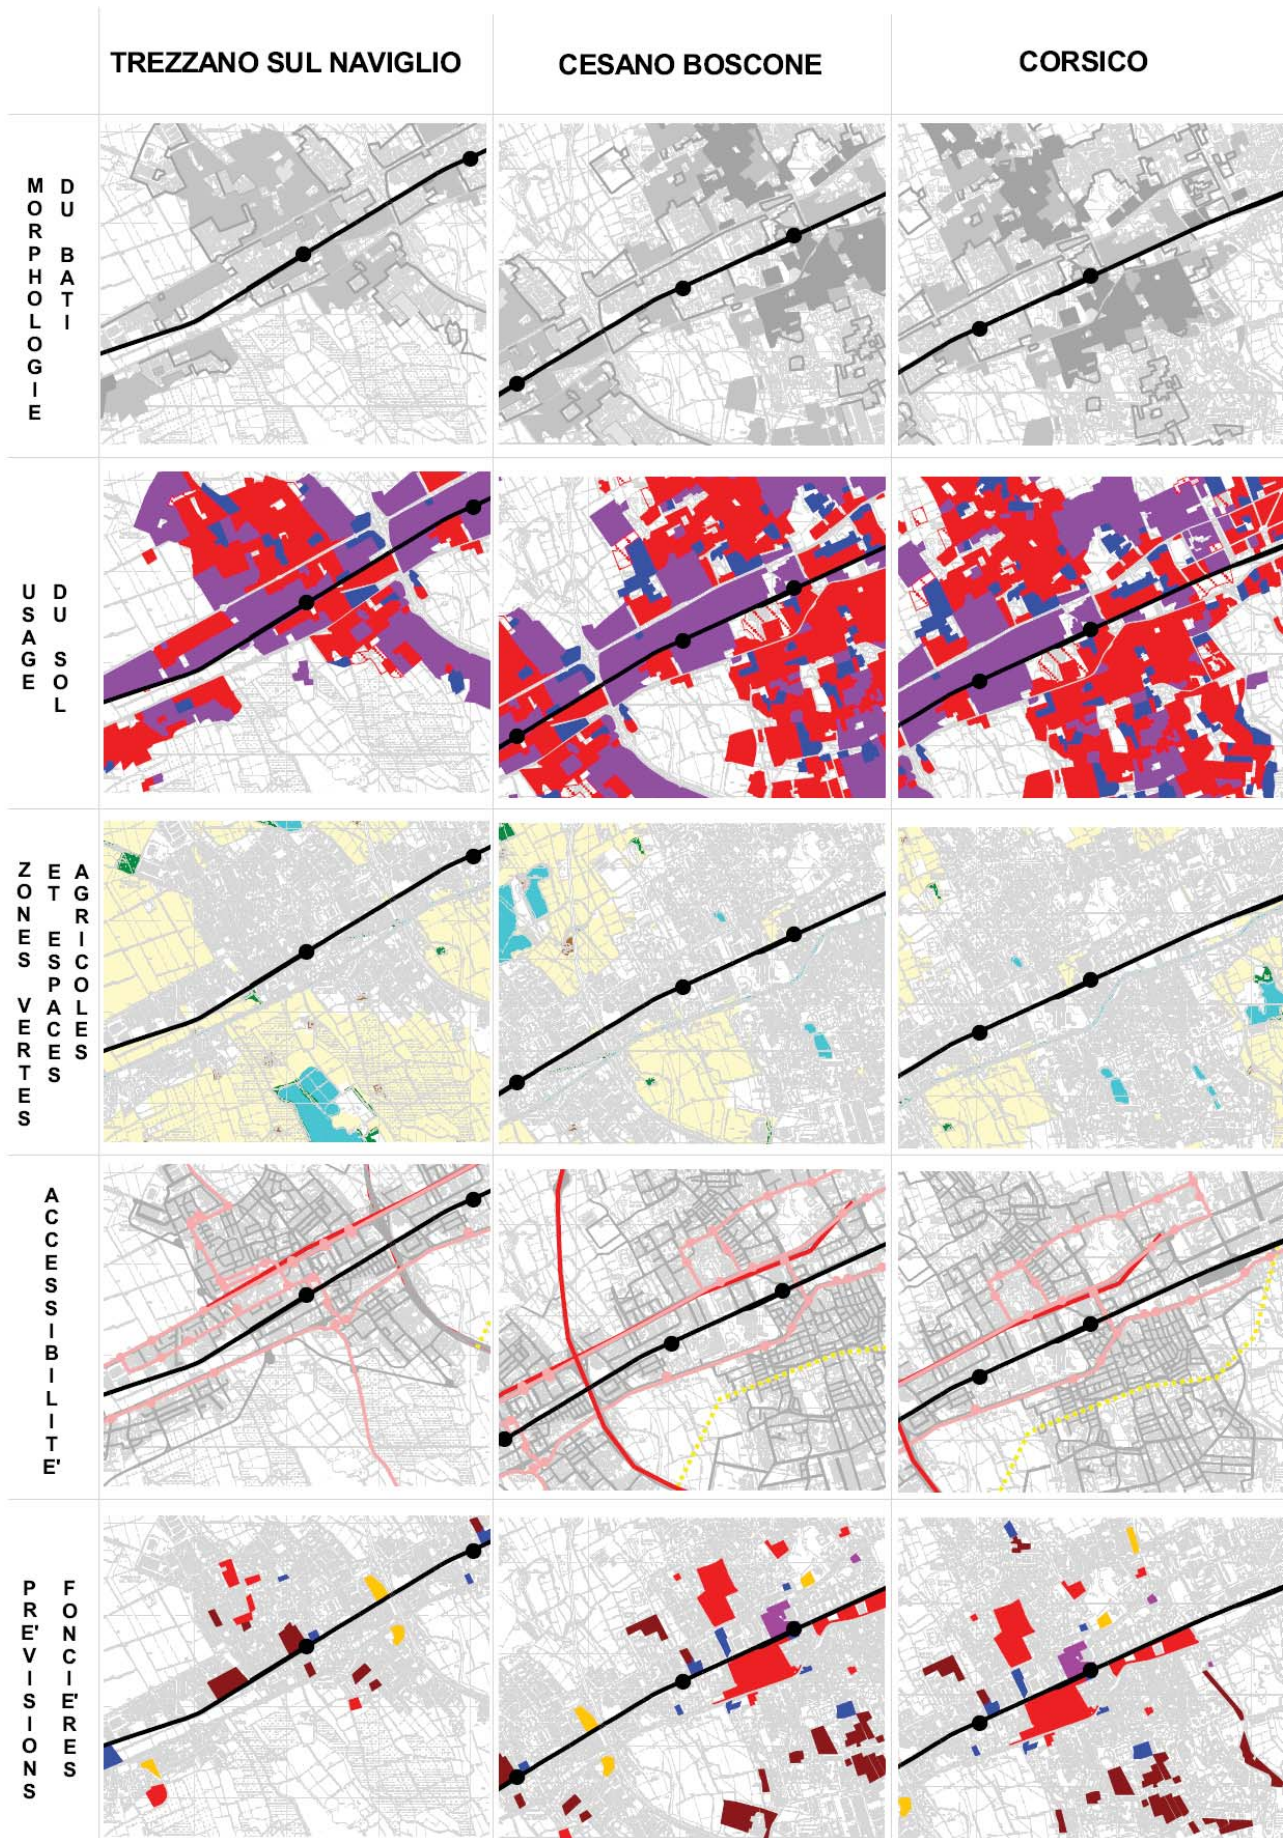 TREZZANO SUL NAVIGLIO
CESANO BOSCONE
CORSICO
MORPHOLOGIE
DU BATI
USAGE
DU SOL
ZONES VERTES
ET ESPACES
AGRICOLES
ACCESSIBILITE'
PRE'VISIONS
FONCIE'RES